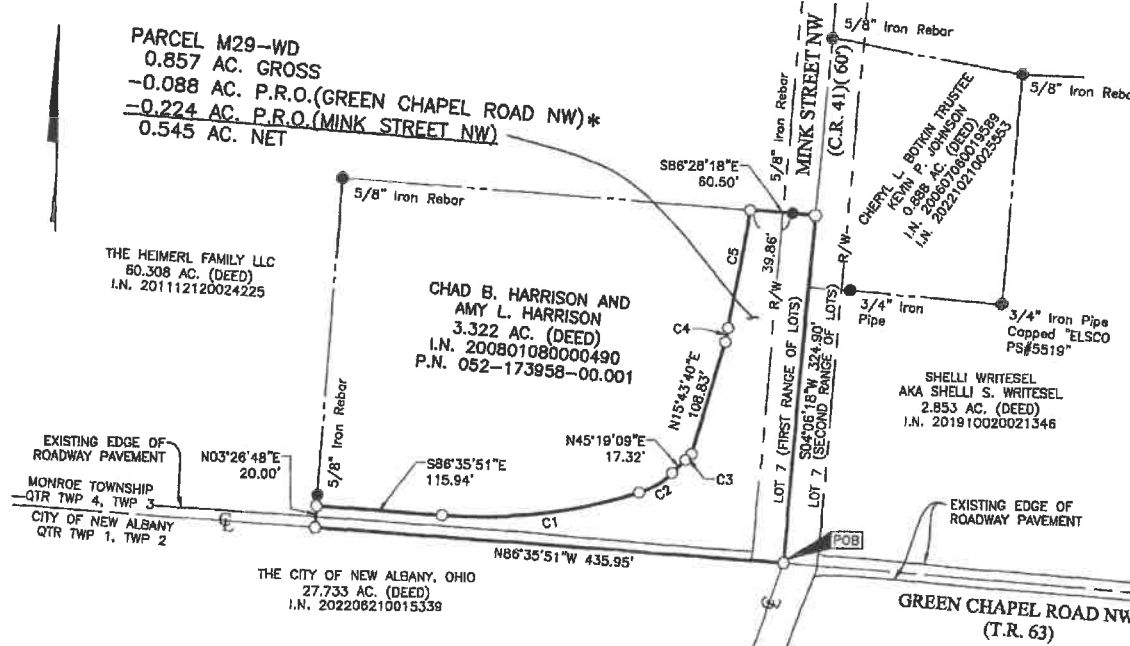 PARCEL M29-WD
0.857 AC. GROSS
-0.088 AC. P.R.O.(GREEN CHAPEL ROAD NW)*
-0.224 AC. P.R.O.(MINK STREET NW)
0.545 AC. NET
5/8" Iron Rebar
5/8" Iron Reba
5/8" Iron Rebar
MINK STREET NW
(C.R. 41)( 60')
CHERYL L. BOTKIN TRUSTEE
KEVIN P. JOHNSON
0.888 AC. (DEED)
I.N. 200607080019589
I.N. 202210210025553
S86°28'18"E
60.50'
5/8" Iron Rebar
39.86'
R/W
R/W
C5
THE HEIMERL FAMILY LLC
60.308 AC. (DEED)
I.N. 201112120024225
CHAD B. HARRISON AND
AMY L. HARRISON
3.322 AC. (DEED)
I.N. 200801080000490
P.N. 052-173958-00.001
C4
3/4" Iron
Pipe
3/4" Iron Pipe
Capped "ELSCO
PS#5519"
N15°43'40"E
108.83'
LOT 7 (FIRST RANGE OF LOTS)
S04°06'18"W 324.90'
LOT 7 (SECOND RANGE OF LOTS)
SHELLI WRITESEL
AKA SHELLI S. WRITESEL
2.853 AC. (DEED)
I.N. 201910020021346
5/8" Iron Rebar
EXISTING EDGE OF
ROADWAY PAVEMENT
N03°26'48"E
20.00'
S86°35'51"E
115.94'
N45°19'09"E
17.32'
C3
C2
C1
MONROE TOWNSHIP
QTR TWP 4, TWP 3
CITY OF NEW ALBANY
QTR TWP 1, TWP 2
CL
N86°35'51"W 435.95'
POB
EXISTING EDGE OF
ROADWAY PAVEMENT
THE CITY OF NEW ALBANY, OHIO
27.733 AC. (DEED)
I.N. 202206210015339
CL
GREEN CHAPEL ROAD NW
(T.R. 63)